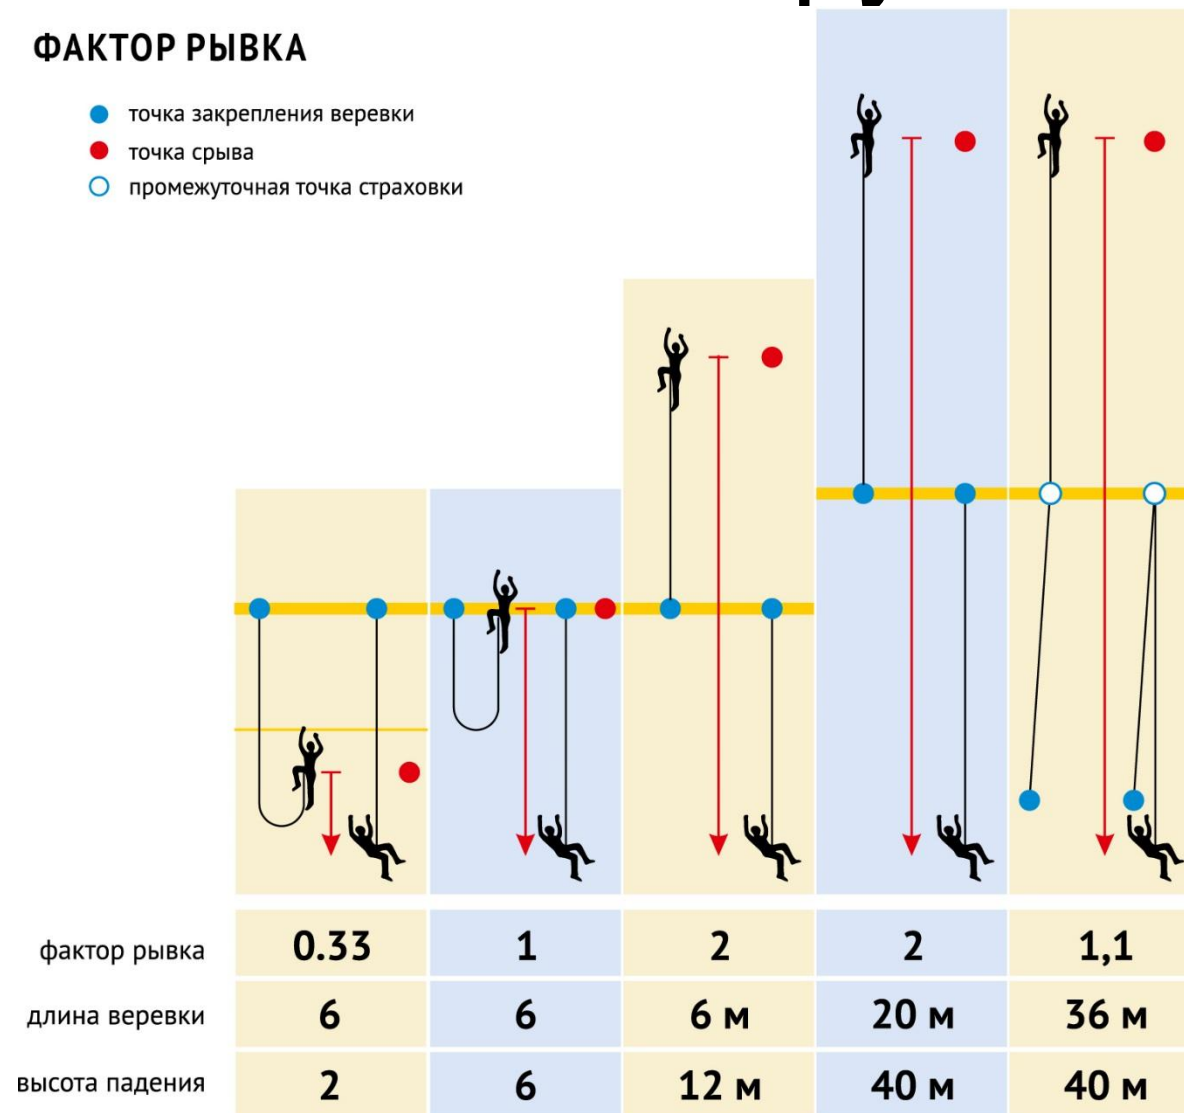 ФАКТОР РЫВКА
точка закрепления веревки
точка срыва
промежуточная точка страховки
фактор рывка 0.33 1 2 2 1,1
длина веревки 6 6 6 м 20 м 36 м
высота падения 2 6 12 м 40 м 40 м